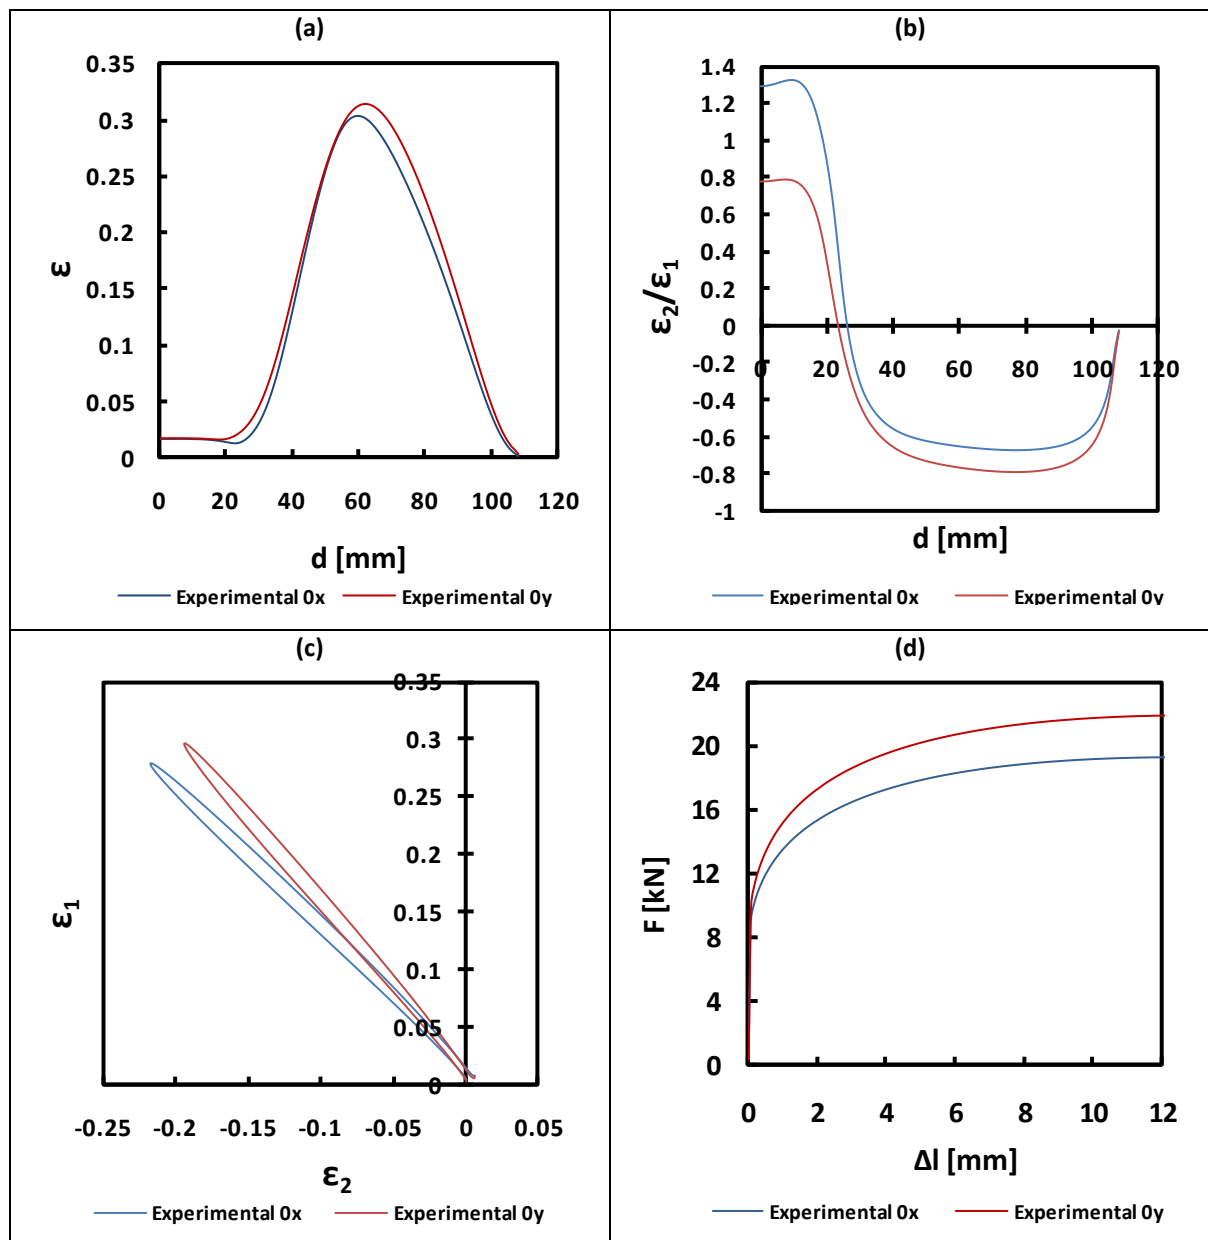 (a)
0.35
0.3
0.25
0.2
0.15
0.1
0.05
0
ε
0 20 40 60 80 100 120
d [mm]
Experimental 0x Experimental 0y
(b)
1.4
1.2
1
0.8
0.6
0.4
0.2
0
-0.2
-0.4
-0.6
-0.8
-1
ε2/ε1
0 20 40 60 80 100 120
d [mm]
Experimental 0x Experimental 0y
(c)
0.35
0.3
0.25
0.2
0.15
0.1
0.05
0
ε1
-0.25 -0.2 -0.15 -0.1 -0.05 0 0.05
ε2
Experimental 0x Experimental 0y
(d)
24
20
16
12
8
4
0
F [kN]
0 2 4 6 8 10 12
Δl [mm]
Experimental 0x Experimental 0y